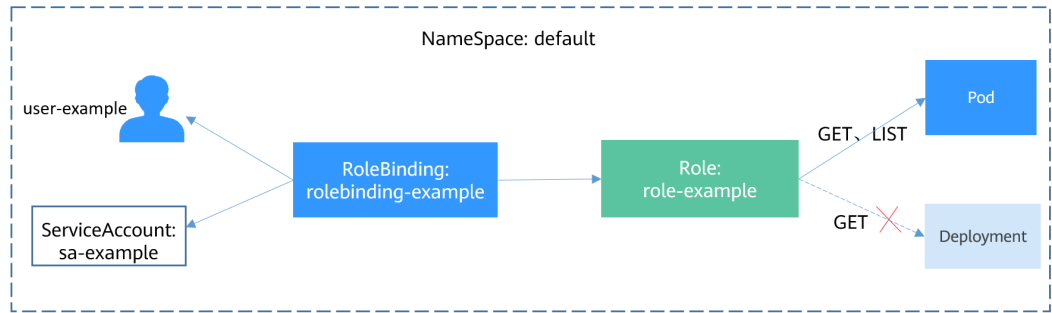 NameSpace: default
user-example
Pod
GET、LIST
RoleBinding:
rolebinding-example
Role:
role-example
ServiceAccount:
sa-example
GET
Deployment